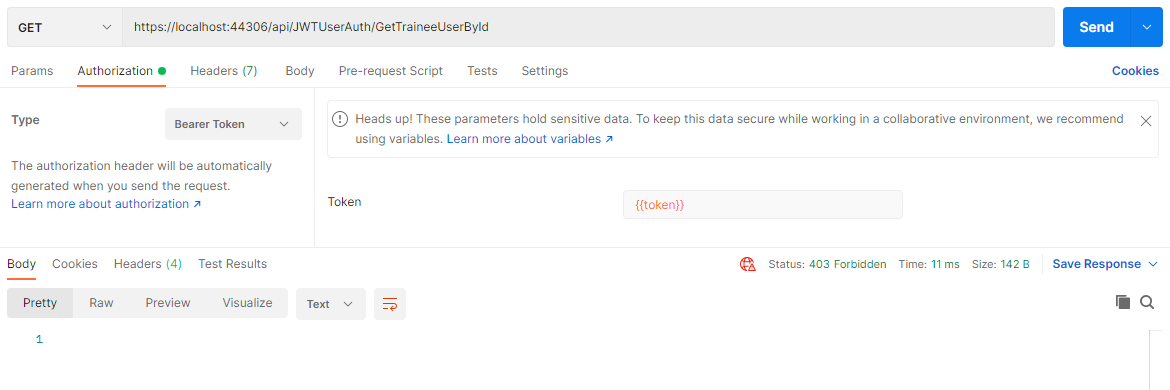 GET https://localhost:44306/api/JWTUserAuth/GetTraineeUserById Send
Params Authorization Headers (7) Body Pre-request Script Tests Settings Cookies
Type Bearer Token
The authorization header will be automatically
generated when you send the request.
Learn more about authorization ↗
Heads up! These parameters hold sensitive data. To keep this data secure while working in a collaborative environment, we recommend
using variables. Learn more about variables ↗
Token {{token}}
Body Cookies Headers (4) Test Results Status: 403 Forbidden Time: 11 ms Size: 142 B Save Response
Pretty Raw Preview Visualize Text
1